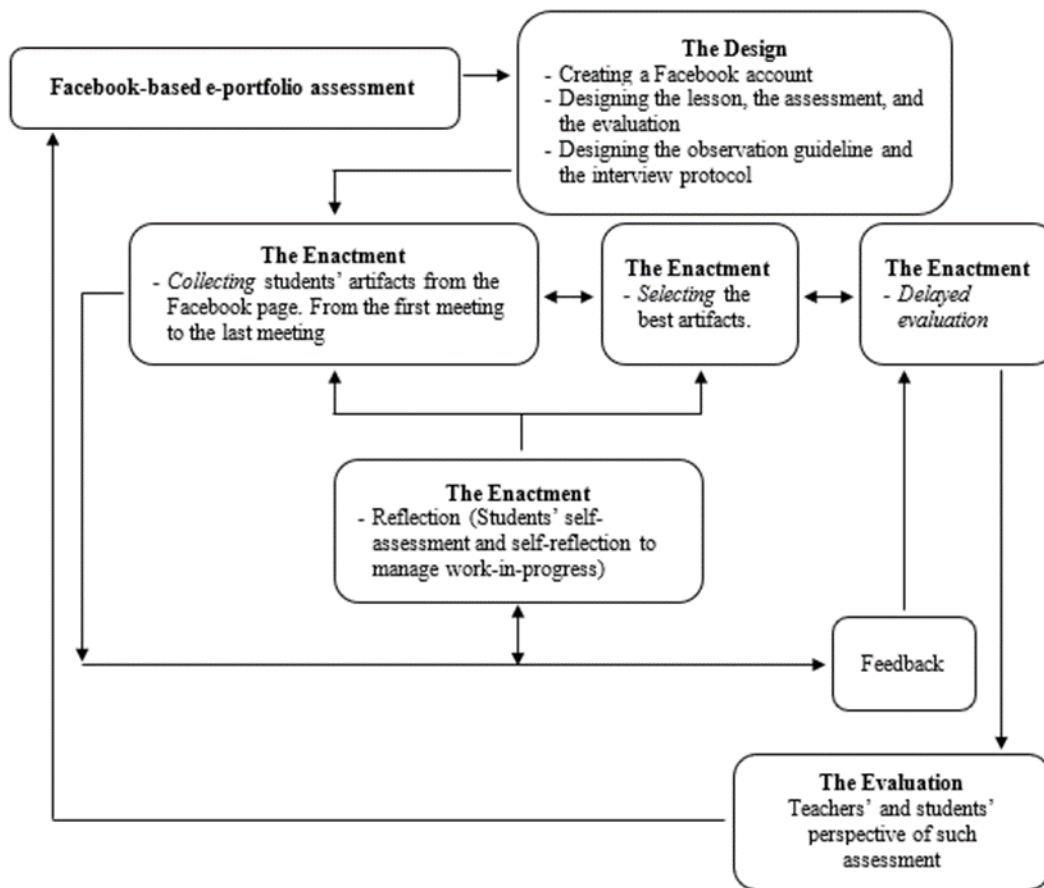 Facebook-based e-portfolio assessment
The Design
- Creating a Facebook account
- Designing the lesson, the assessment, and
the evaluation
- Designing the observation guideline and
the interview protocol
The Enactment
- Collecting students’ artifacts from the
Facebook page. From the first meeting
to the last meeting
The Enactment
- Selecting the
best artifacts.
The Enactment
- Delayed
evaluation
The Enactment
- Reflection (Students’ self-
assessment and self-reflection to
manage work-in-progress)
Feedback
The Evaluation
Teachers’ and students’
perspective of such
assessment